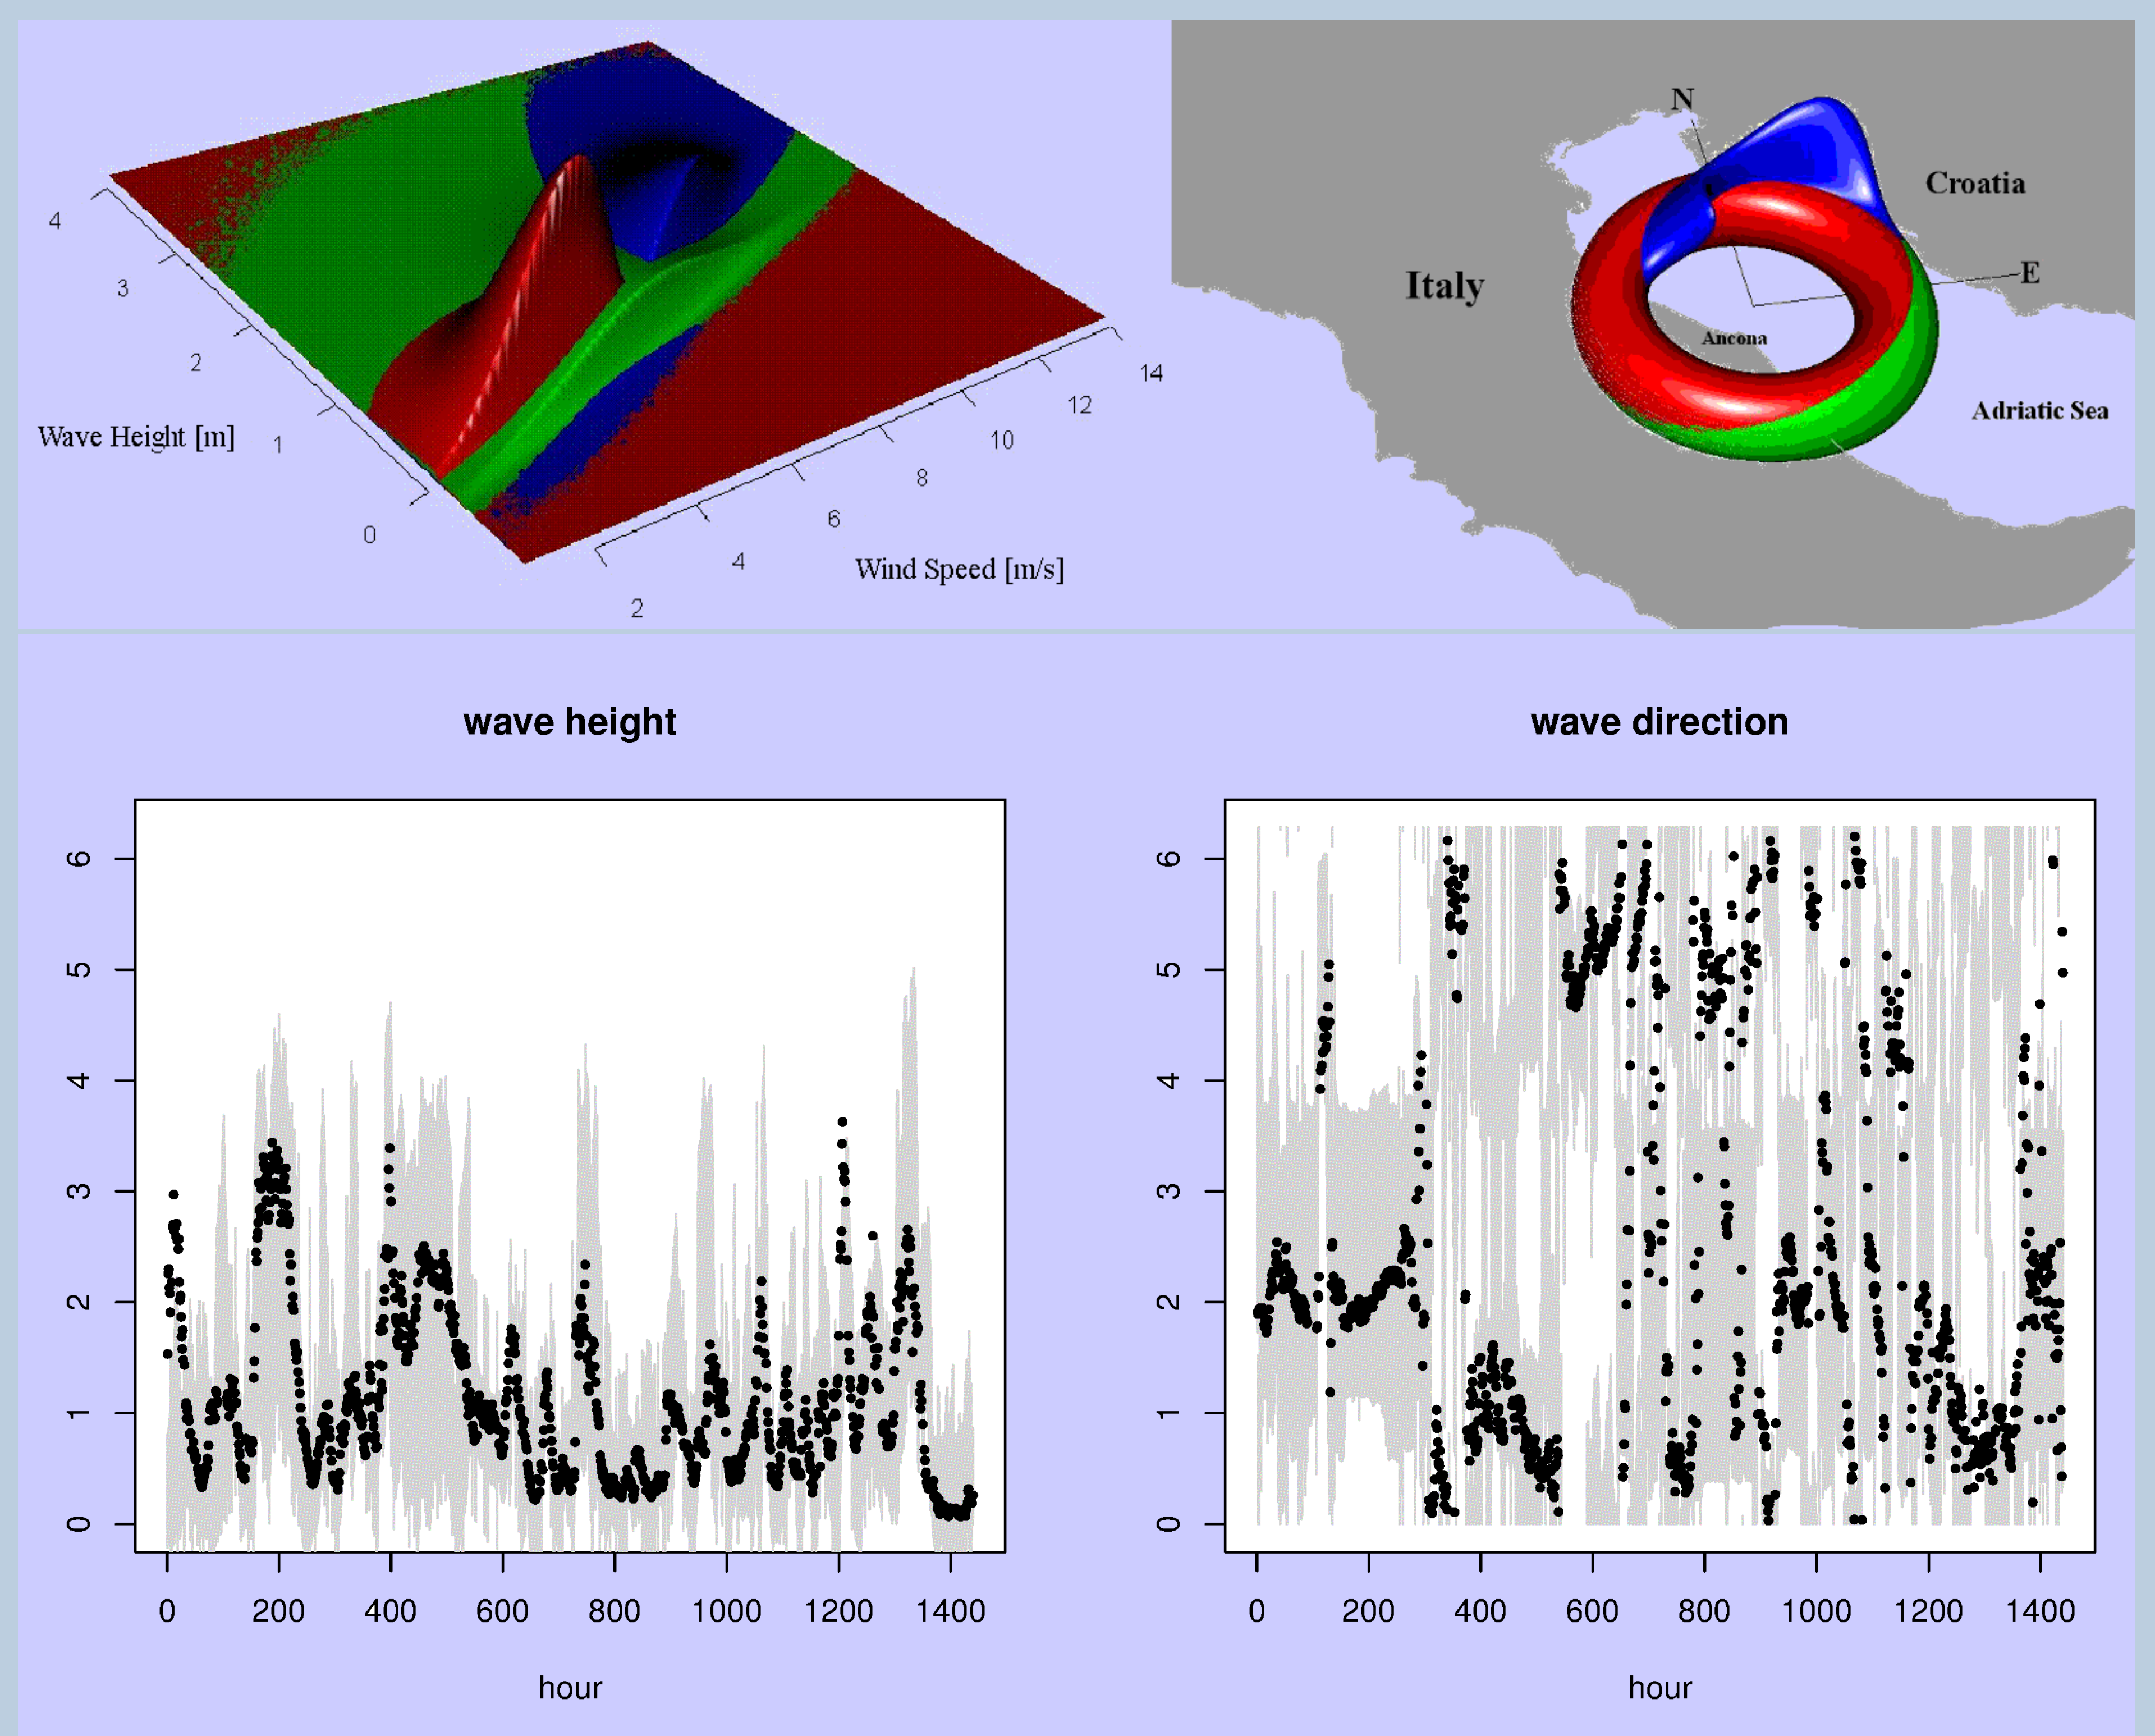 4
3
2
1
0
Wave Height [m]
2
4
6
8
10
12
14
Wind Speed [m/s]
N
E
Croatia
Italy
Ancona
Adriatic Sea
wave height
6
5
4
3
2
1
0
0 200 400 600 800 1000 1200 1400
hour
wave direction
6
5
4
3
2
1
0
0 200 400 600 800 1000 1200 1400
hour